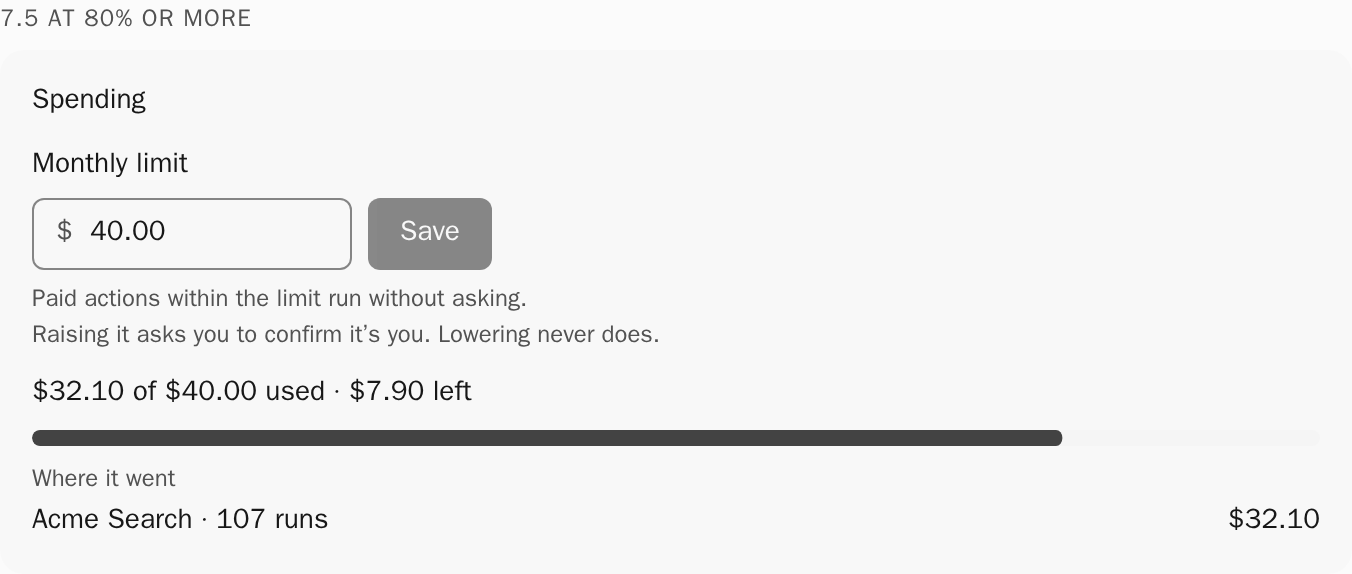 7.5 AT 80% OR MORE
Spending
Monthly limit
$ 40.00 Save
Paid actions within the limit run without asking.
Raising it asks you to confirm it’s you. Lowering never does.
$32.10 of $40.00 used · $7.90 left
Where it went
Acme Search · 107 runs $32.10